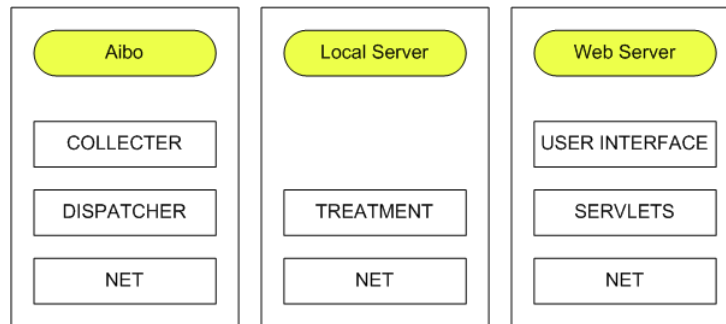 Aibo
COLLECTER
DISPATCHER
NET
Local Server
TREATMENT
NET
Web Server
USER INTERFACE
SERVLETS
NET